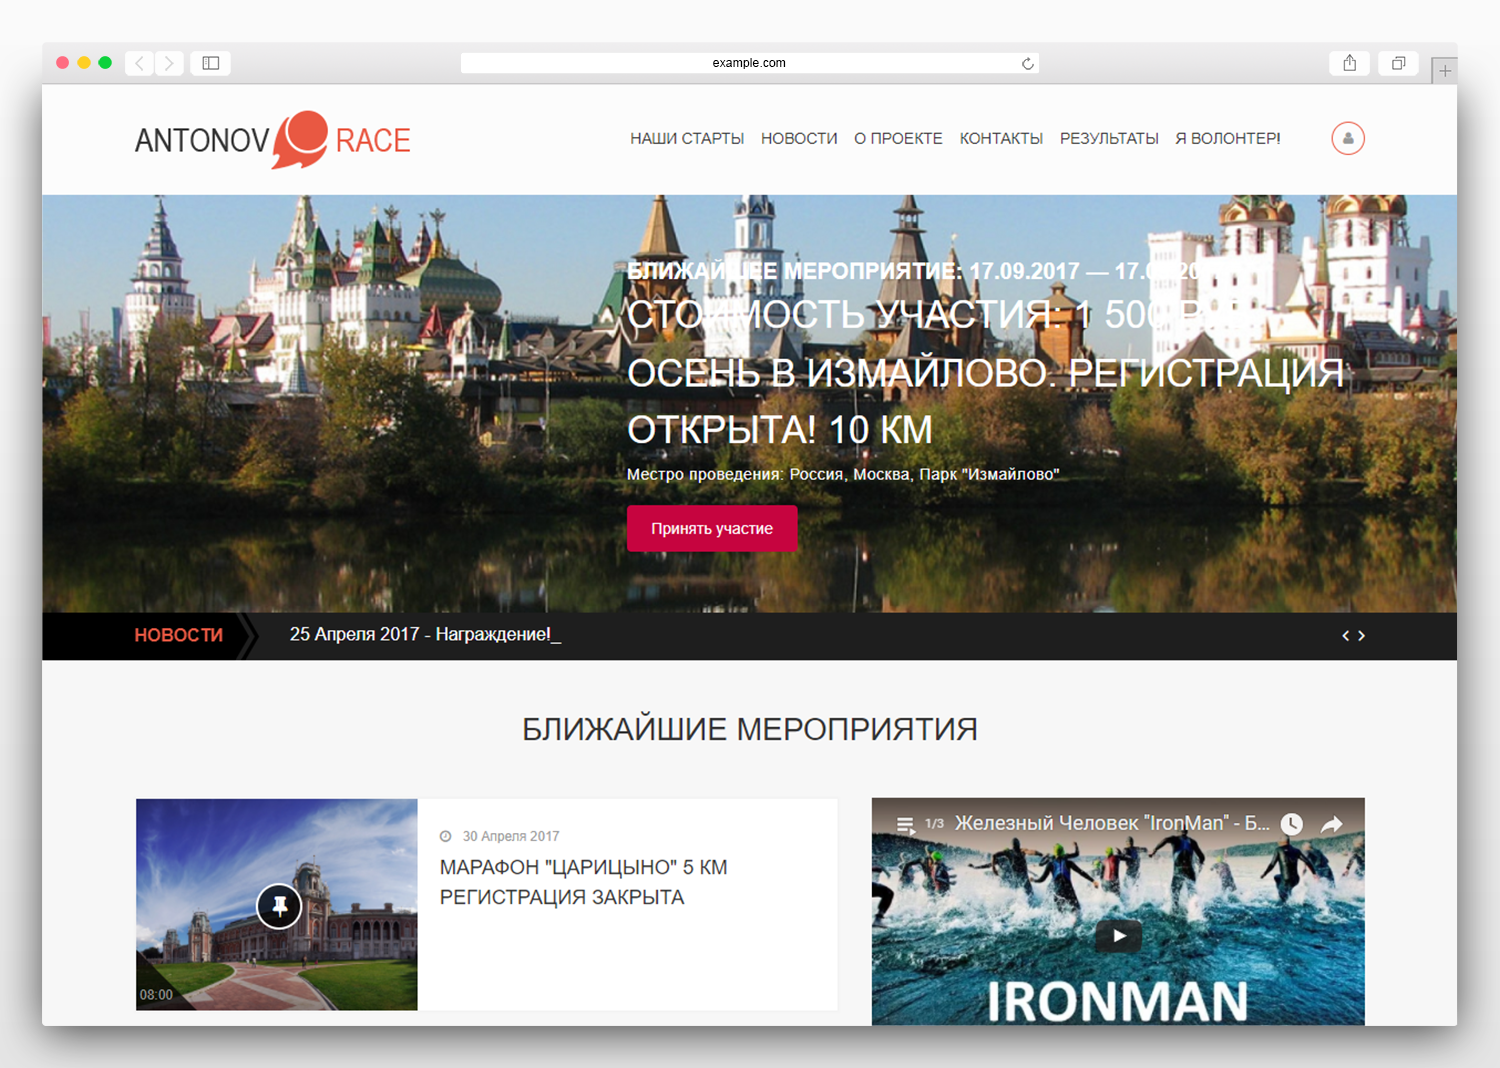 example.com
ANTONOV RACE
НАШИ СТАРТЫ НОВОСТИ О ПРОЕКТЕ КОНТАКТЫ РЕЗУЛЬТАТЫ Я ВОЛОНТЕР!
БЛИЖАЙШЕЕ МЕРОПРИЯТИЕ: 17.09.2017 —
СТОИМОСТЬ УЧАСТИЯ: 1 500
ОСЕНЬ В ИЗМАЙЛОВО. РЕГИСТРАЦИЯ
ОТКРЫТА! 10 КМ
Местро проведения: Россия, Москва, Парк "Измайлово"
Принять участие
НОВОСТИ 25 Апреля 2017 - Награждение!_
БЛИЖАЙШИЕ МЕРОПРИЯТИЯ
30 Апреля 2017
МАРАФОН "ЦАРИЦЫНО" 5 КМ
РЕГИСТРАЦИЯ ЗАКРЫТА
08:00
1/3 Железный Человек "IronMan" - Б...
IRONMAN